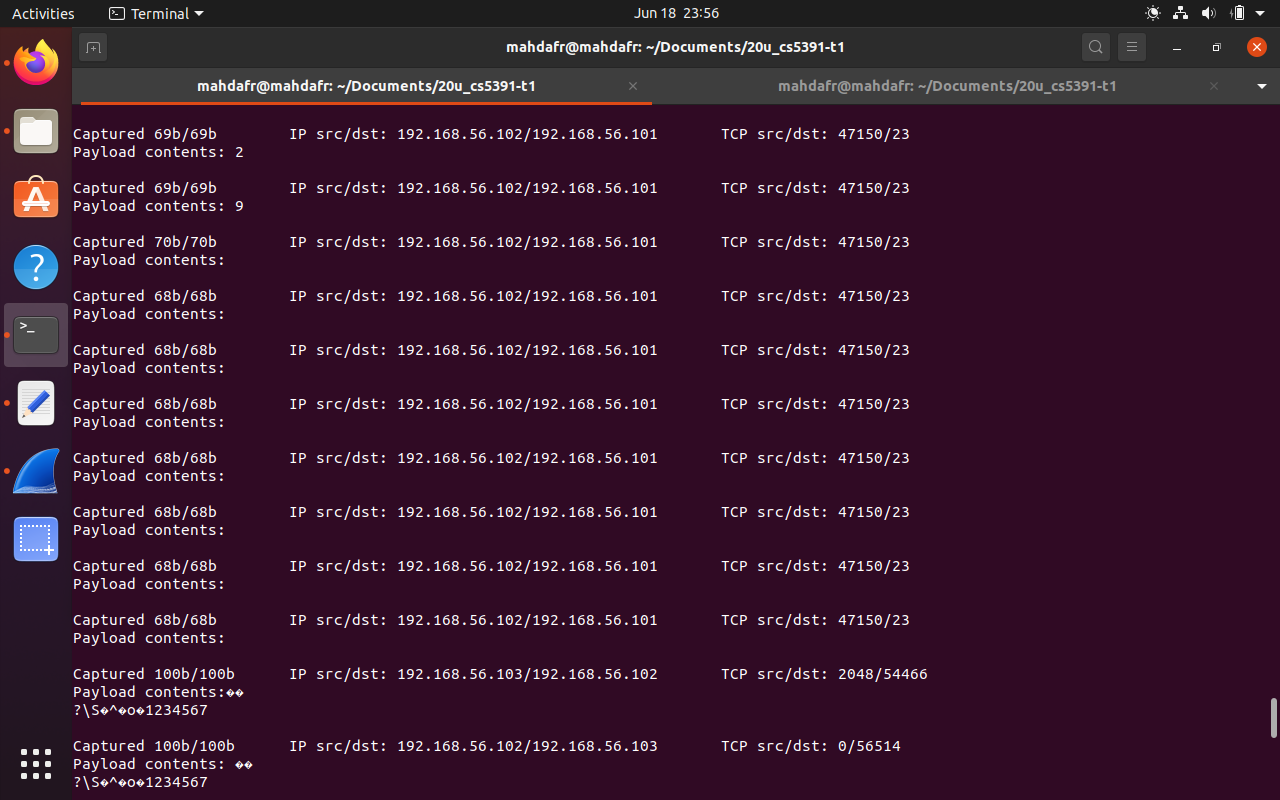 Activities Terminal Jun 18 23:56
mahdafr@mahdafr: ~/Documents/20u_cs5391-t1
mahdafr@mahdafr: ~/Documents/20u_cs5391-t1 mahdafr@mahdafr: ~/Documents/20u_cs5391-t1
Captured 69b/69b IP src/dst: 192.168.56.102/192.168.56.101 TCP src/dst: 47150/23
Payload contents: 2
Captured 69b/69b IP src/dst: 192.168.56.102/192.168.56.101 TCP src/dst: 47150/23
Payload contents: 9
Captured 70b/70b IP src/dst: 192.168.56.102/192.168.56.101 TCP src/dst: 47150/23
Payload contents:
Captured 68b/68b IP src/dst: 192.168.56.102/192.168.56.101 TCP src/dst: 47150/23
Payload contents:
Captured 68b/68b IP src/dst: 192.168.56.102/192.168.56.101 TCP src/dst: 47150/23
Payload contents:
Captured 68b/68b IP src/dst: 192.168.56.102/192.168.56.101 TCP src/dst: 47150/23
Payload contents:
Captured 68b/68b IP src/dst: 192.168.56.102/192.168.56.101 TCP src/dst: 47150/23
Payload contents:
Captured 68b/68b IP src/dst: 192.168.56.102/192.168.56.101 TCP src/dst: 47150/23
Payload contents:
Captured 68b/68b IP src/dst: 192.168.56.102/192.168.56.101 TCP src/dst: 47150/23
Payload contents:
Captured 68b/68b IP src/dst: 192.168.56.102/192.168.56.101 TCP src/dst: 47150/23
Payload contents:
Captured 100b/100b IP src/dst: 192.168.56.103/192.168.56.102 TCP src/dst: 2048/54466
Payload contents:��
?\S�^�o�1234567
Captured 100b/100b IP src/dst: 192.168.56.102/192.168.56.103 TCP src/dst: 0/56514
Payload contents: ��
?\S�^�o�1234567